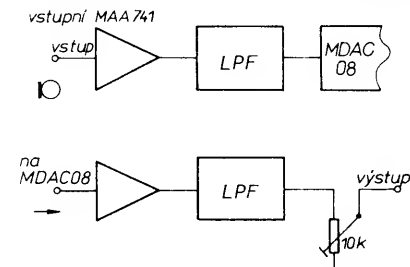 vstupní MAA741
vstup
LPF
MDAC
08
na
MDAC08
LPF
výstup
10k